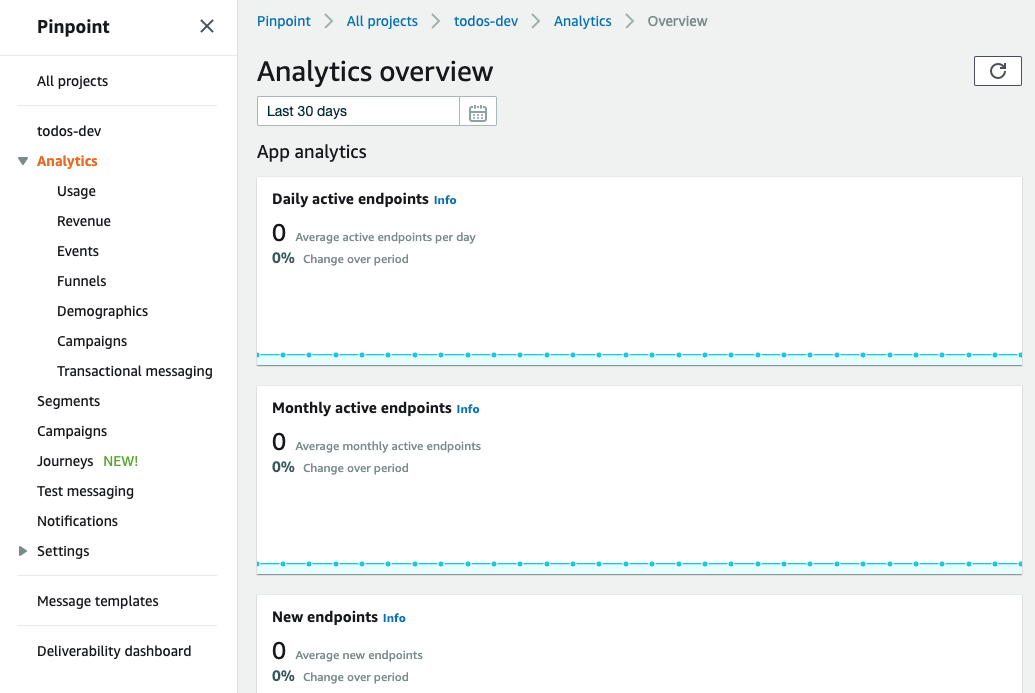 Pinpoint
All projects
todos-dev
Analytics
Usage
Revenue
Events
Funnels
Demographics
Campaigns
Transactional messaging
Segments
Campaigns
Journeys NEW!
Test messaging
Notifications
Settings
Message templates
Deliverability dashboard
Pinpoint All projects todos-dev Analytics Overview
Analytics overview
Last 30 days
App analytics
Daily active endpoints Info
0 Average active endpoints per day
0% Change over period
Monthly active endpoints Info
0 Average monthly active endpoints
0% Change over period
New endpoints Info
0 Average new endpoints
0% Change over period